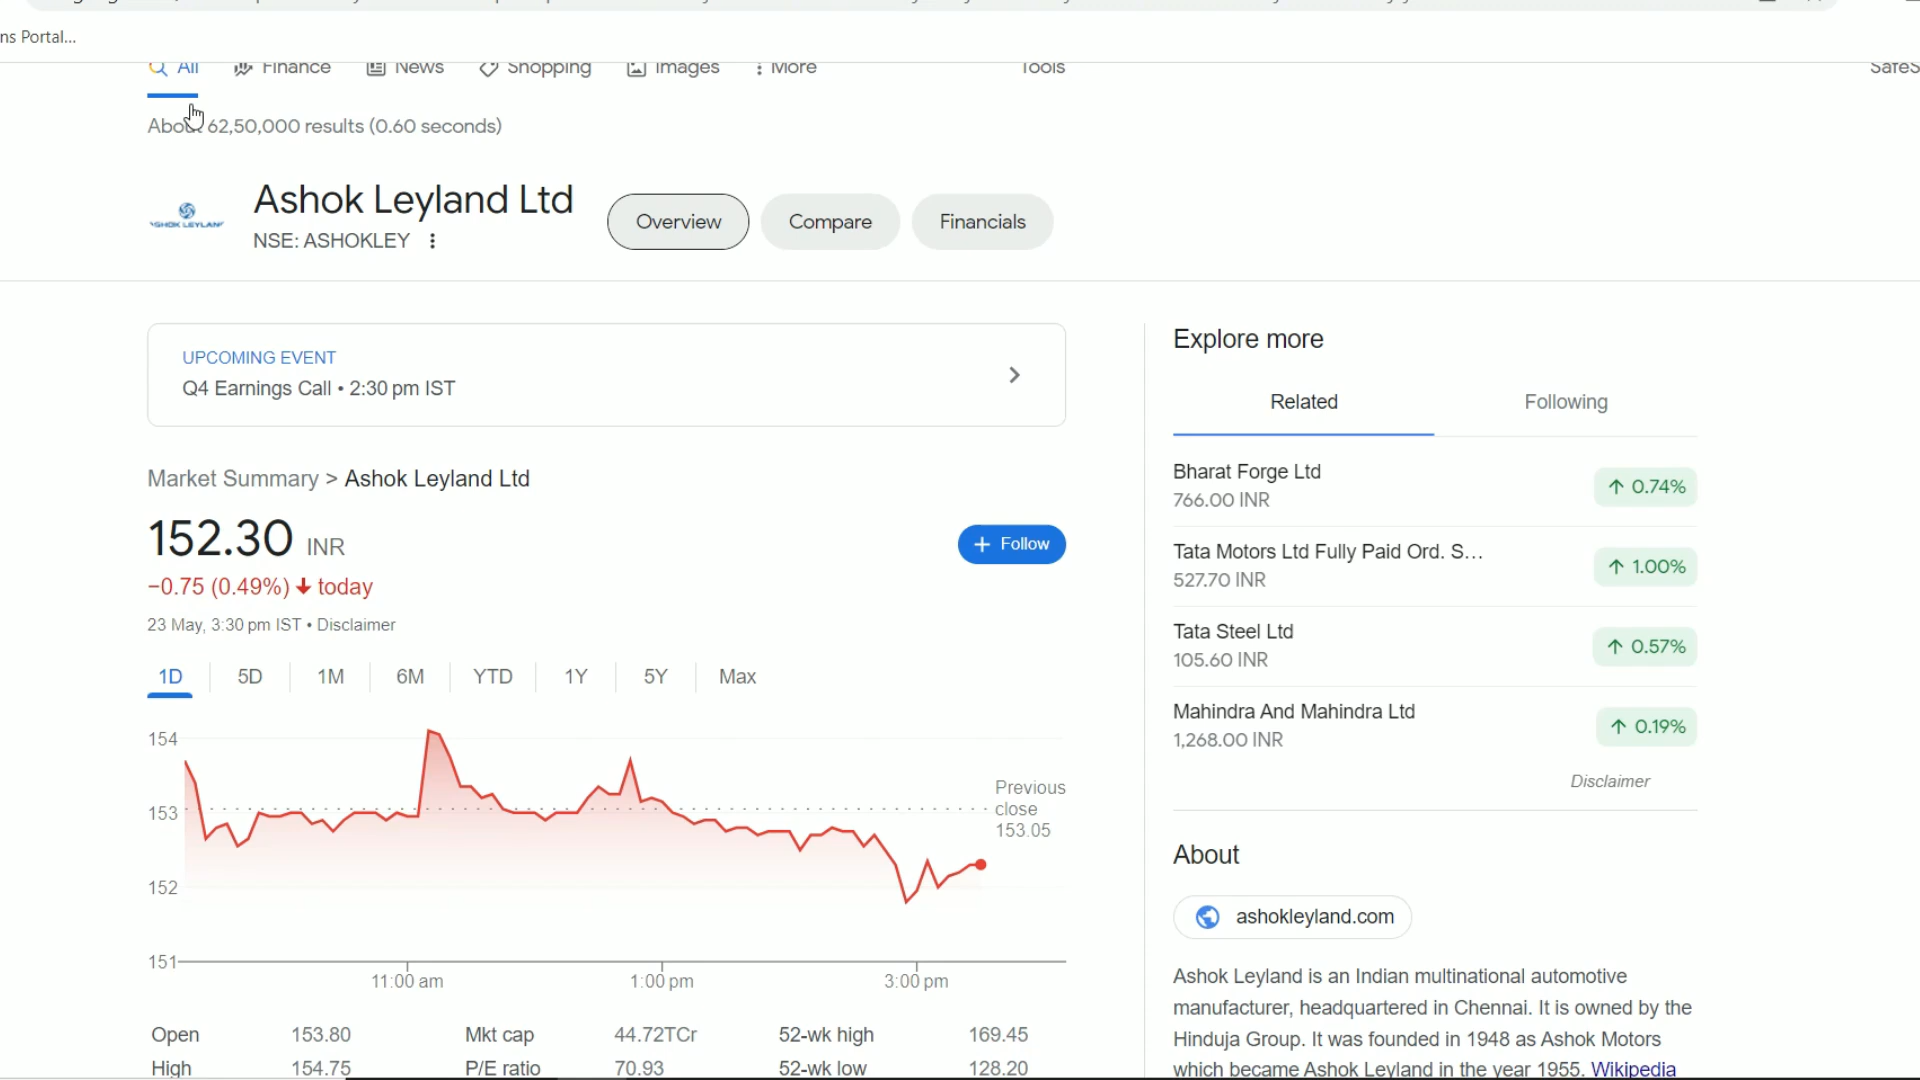 ns Portal...
All
Finance
News
Shopping
Images
More
Tools
About 62,50,000 results (0.60 seconds)
ASHOK LEYLAND
Ashok Leyland Ltd
NSE: ASHOKLEY
Overview
Compare
Financials
UPCOMING EVENT
Q4 Earnings Call • 2:30 pm IST
Market Summary > Ashok Leyland Ltd
152.30 INR
+ Follow
−0.75 (0.49%) ↓ today
23 May, 3:30 pm IST • Disclaimer
1D
5D
1M
6M
YTD
1Y
5Y
Max
154
153
152
151
Previous
close
153.05
11:00 am
1:00 pm
3:00 pm
Open 153.80 Mkt cap 44.72TCr 52-wk high 169.45
High 154.75 P/E ratio 70.93 52-wk low 128.20
Explore more
Related
Following
Bharat Forge Ltd
766.00 INR
↑ 0.74%
Tata Motors Ltd Fully Paid Ord. S...
527.70 INR
↑ 1.00%
Tata Steel Ltd
105.60 INR
↑ 0.57%
Mahindra And Mahindra Ltd
1,268.00 INR
↑ 0.19%
Disclaimer
About
ashokleyland.com
Ashok Leyland is an Indian multinational automotive
manufacturer, headquartered in Chennai. It is owned by the
Hinduja Group. It was founded in 1948 as Ashok Motors
which became Ashok Leyland in the year 1955. Wikipedia